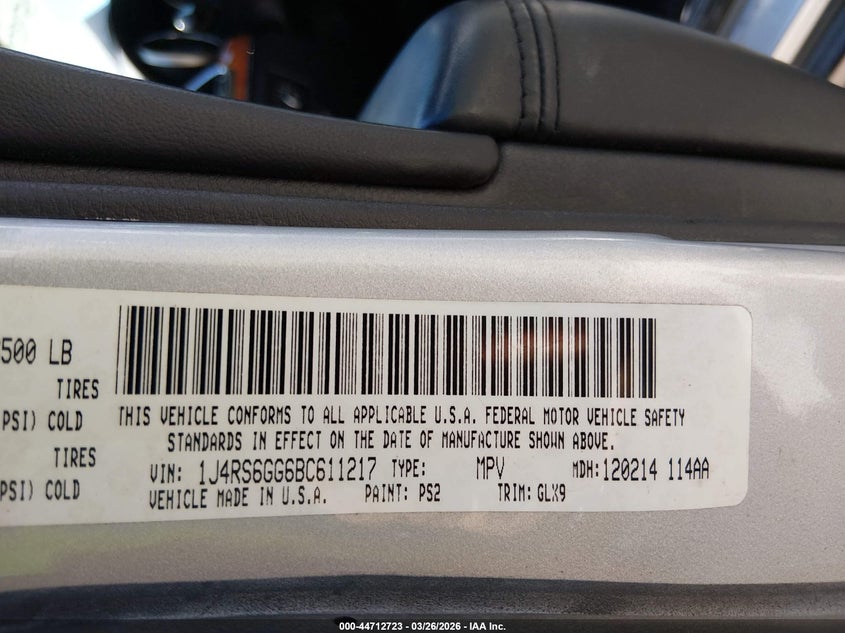 500 LB
TIRES
PSI) COLD
TIRES
PSI) COLD
THIS VEHICLE CONFORMS TO ALL APPLICABLE U.S.A. FEDERAL MOTOR VEHICLE SAFETY
STANDARDS IN EFFECT ON THE DATE OF MANUFACTURE SHOWN ABOVE.
VIN: 1J4RS6GG6BC611217 TYPE: MPV MDH:120214 114AA
VEHICLE MADE IN U.S.A. PAINT: PS2 TRIM: GLX9
000-44712723 - 03/26/2026 - IAA Inc.